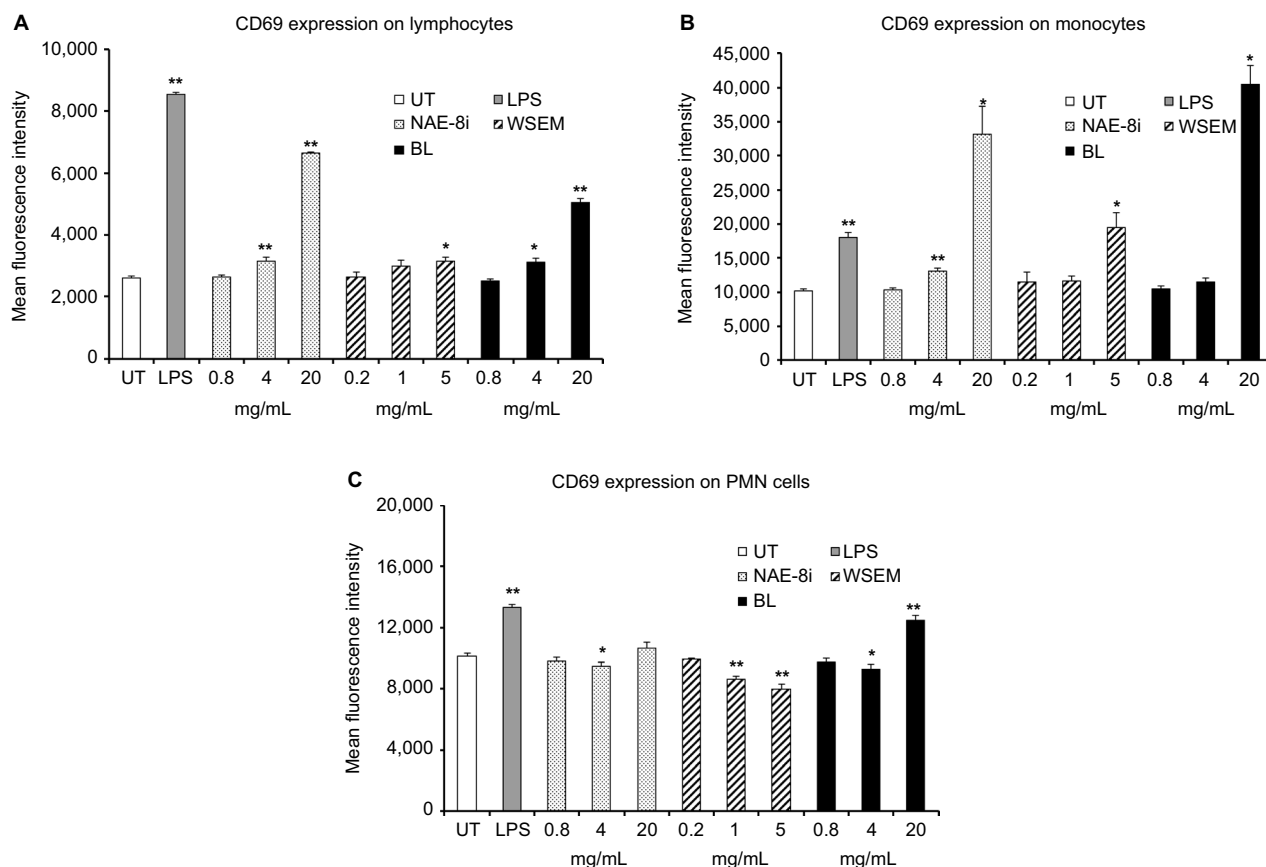 A
CD69 expression on lymphocytes
Mean fluorescence intensity
10,000
8,000
6,000
4,000
2,000
0
UT
LPS
NAE-8i
WSEM
BL
**
**
**
*
*
**
UT LPS 0.8 4 20 0.2 1 5 0.8 4 20
mg/mL mg/mL mg/mL
B
CD69 expression on monocytes
Mean fluorescence intensity
45,000
40,000
35,000
30,000
25,000
20,000
15,000
10,000
5,000
0
UT
LPS
NAE-8i
WSEM
BL
**
**
*
*
*
UT LPS 0.8 4 20 0.2 1 5 0.8 4 20
mg/mL mg/mL mg/mL
C
CD69 expression on PMN cells
Mean fluorescence intensity
20,000
16,000
12,000
8,000
4,000
0
UT
LPS
NAE-8i
WSEM
BL
**
*
**
**
*
**
UT LPS 0.8 4 20 0.2 1 5 0.8 4 20
mg/mL mg/mL mg/mL